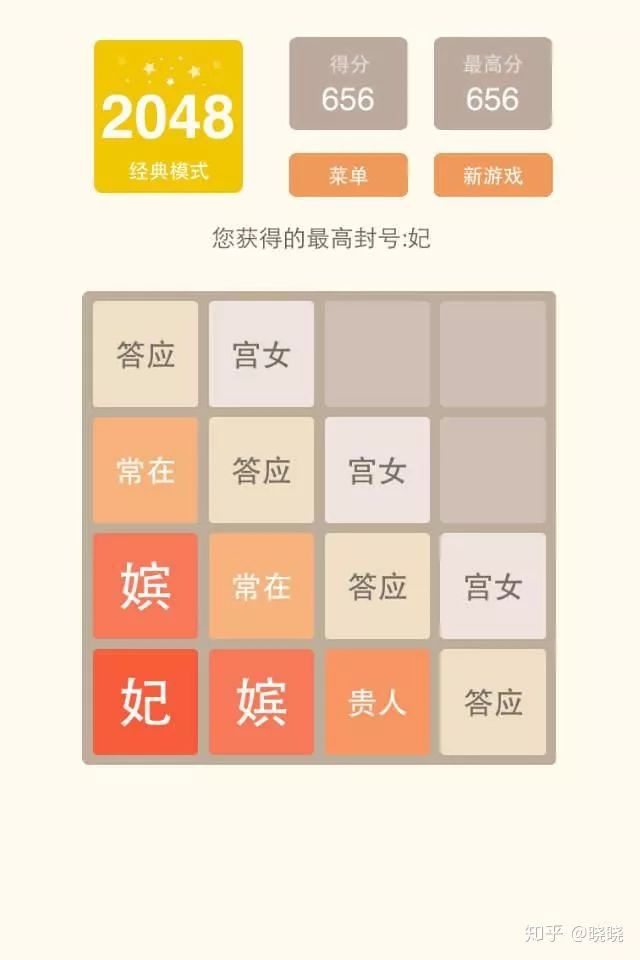 2048
经典模式
得分
656
最高分
656
菜单
新游戏
您获得的最高封号:妃
答应 宫女
常在 答应 宫女
嫔 常在 答应 宫女
妃 嫔 贵人 答应
知乎 @晓晓